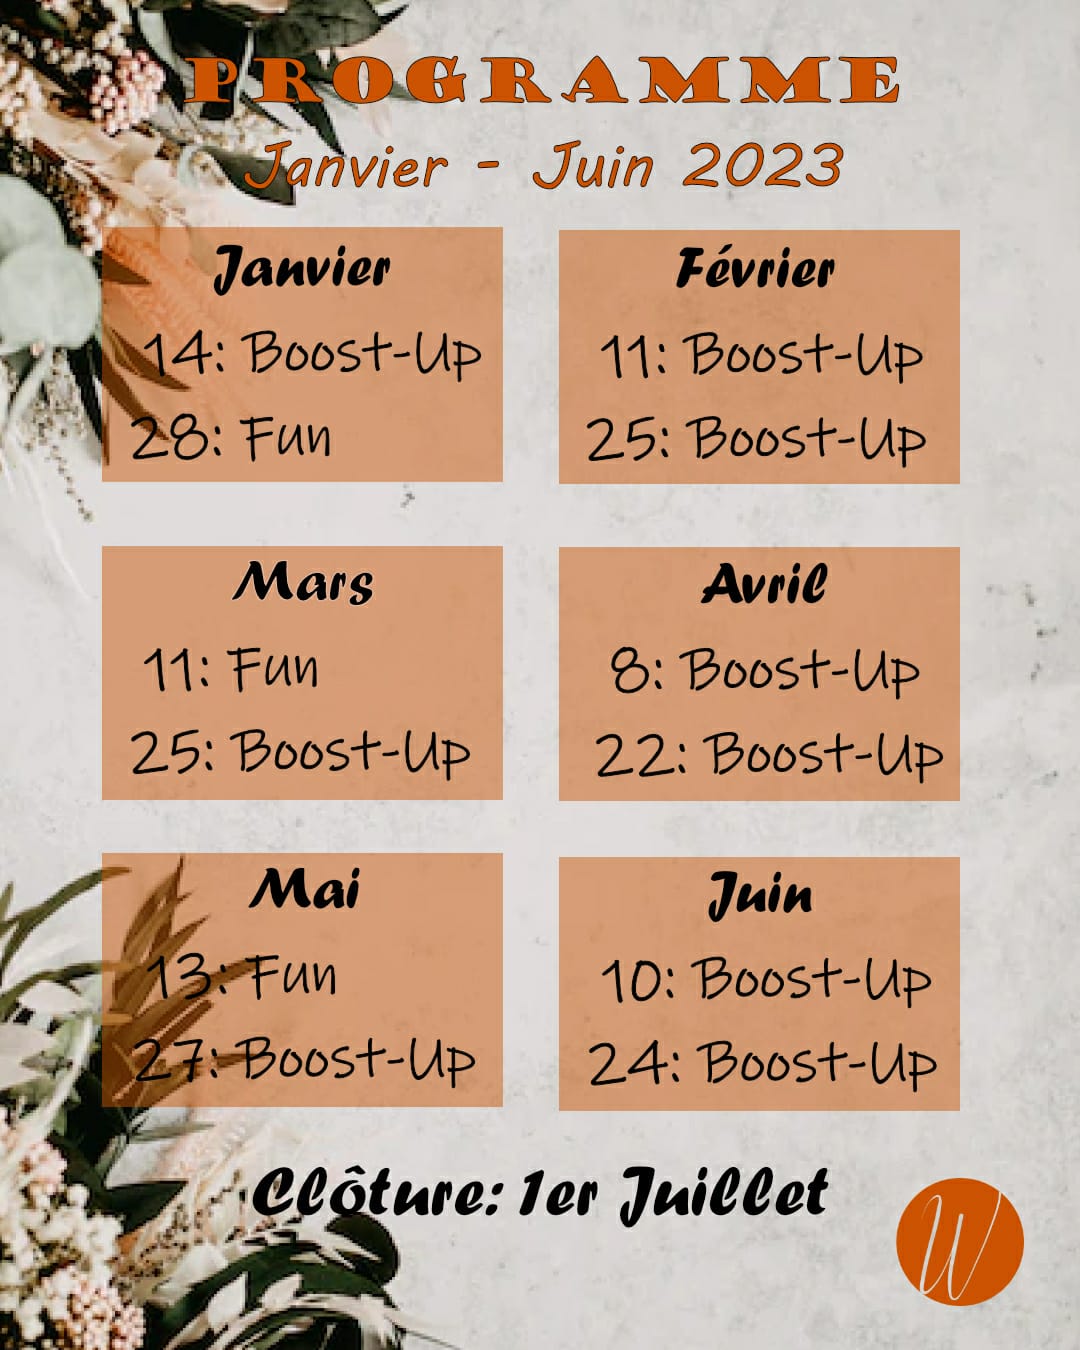 PROGRAMME
Janvier - Juin 2023
Janvier
14: Boost-Up
28: Fun
Février
11: Boost-Up
25: Boost-Up
Mars
11: Fun
25: Boost-Up
Avril
8: Boost-Up
22: Boost-Up
Mai
13: Fun
27: Boost-Up
Juin
10: Boost-Up
24: Boost-Up
Clôture: 1er Juillet
W